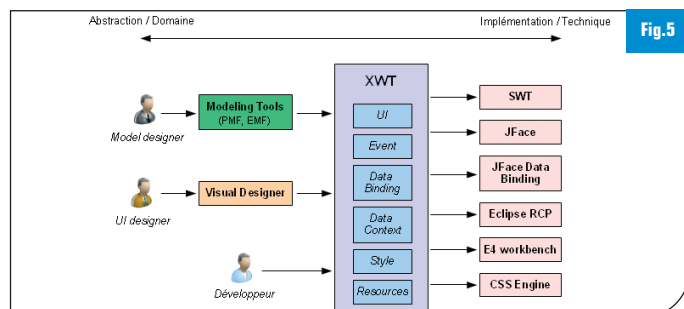 Abstraction / Domaine
Implémentation / Technique
Fig.5
XWT
Model designer
Modeling Tools
(PMF, EMF)
UI designer
Visual Designer
Développeur
UI
Event
Data
Binding
Data
Context
Style
Resources
SWT
JFace
JFace Data
Binding
Eclipse RCP
E4 workbench
CSS Engine